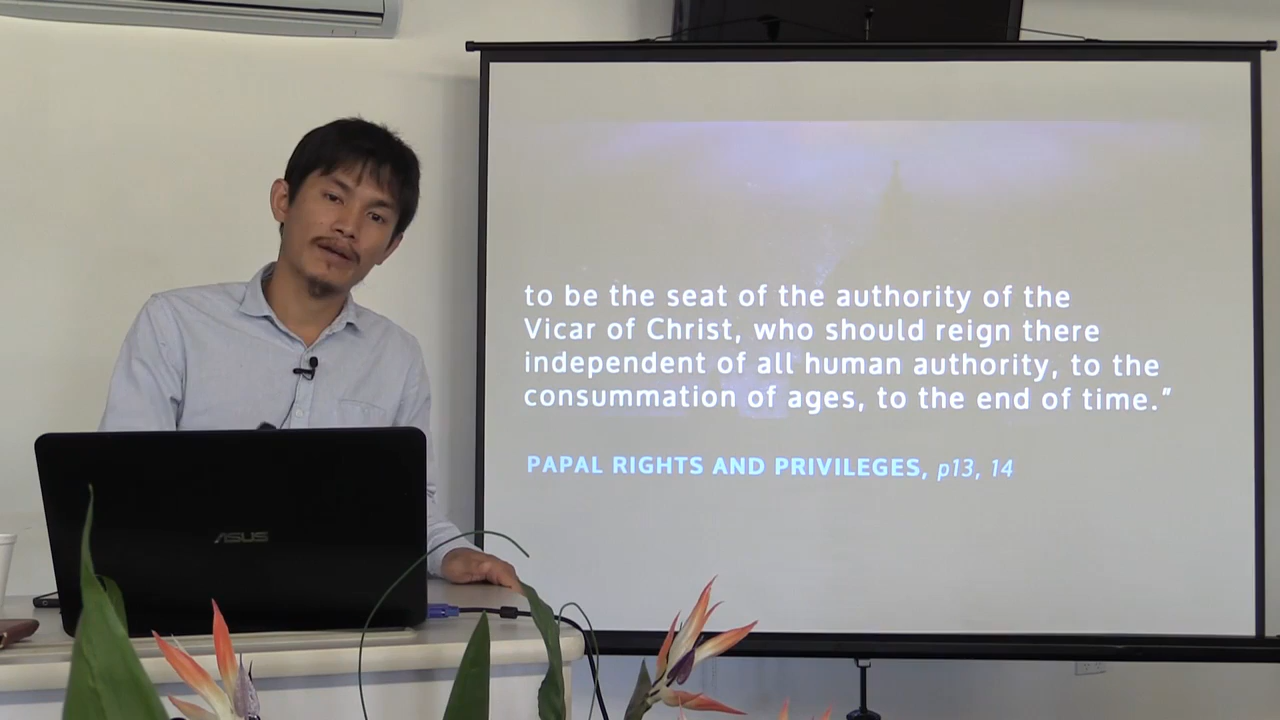 to be the seat of the authority of the
Vicar of Christ, who should reign there
independent of all human authority, to the
consummation of ages, to the end of time.”
PAPAL RIGHTS AND PRIVILEGES, p13, 14
ASUS